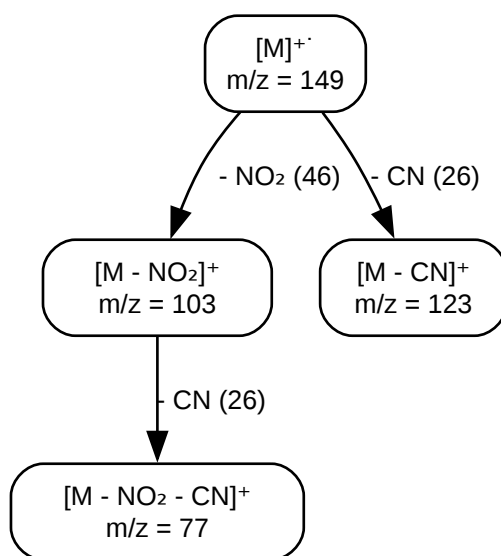 [M]⁺˙
m/z = 149
- NO₂ (46)
- CN (26)
[M - NO₂]⁺
m/z = 103
[M - CN]⁺
m/z = 123
- CN (26)
[M - NO₂ - CN]⁺
m/z = 77